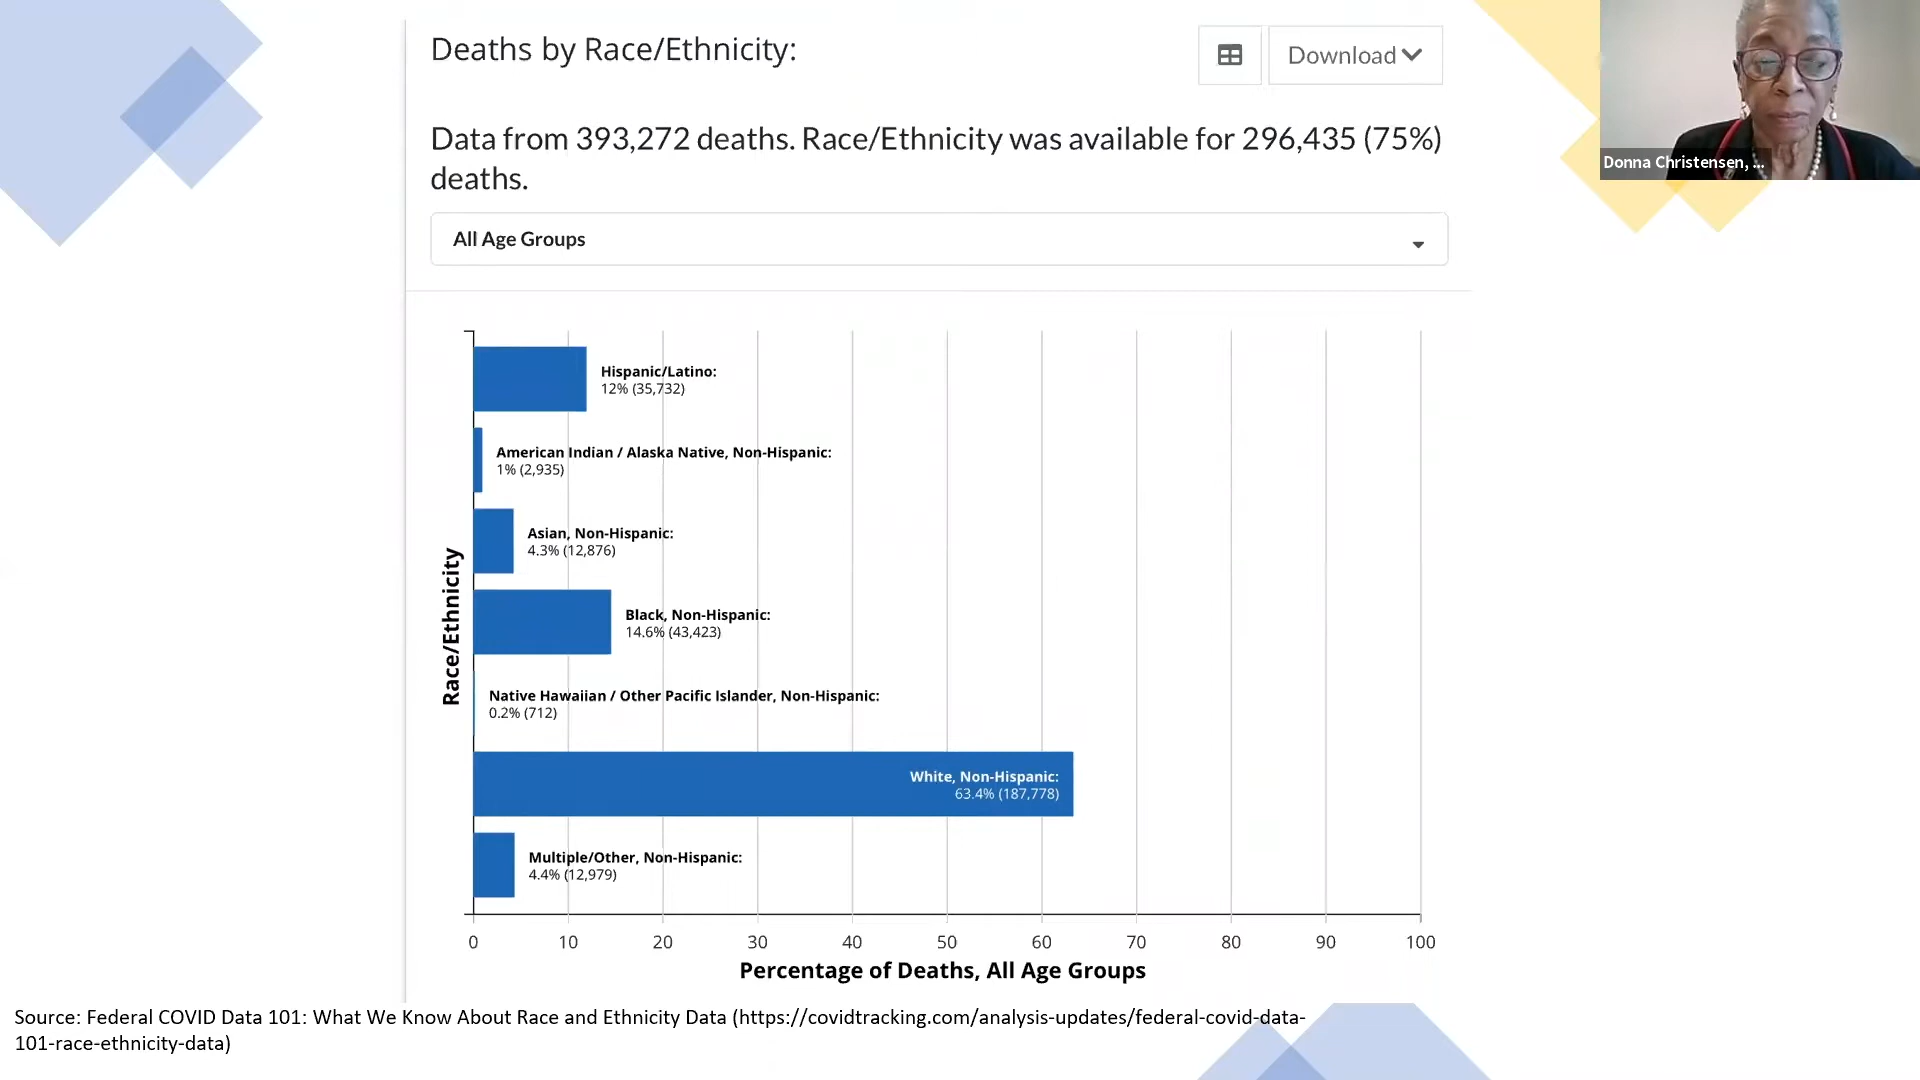 Deaths by Race/Ethnicity:
Download
Data from 393,272 deaths. Race/Ethnicity was available for 296,435 (75%)
deaths.
All Age Groups
Donna Christensen, ...
Race/Ethnicity
Hispanic/Latino:
12% (35,732)
American Indian / Alaska Native, Non-Hispanic:
1% (2,935)
Asian, Non-Hispanic:
4.3% (12,876)
Black, Non-Hispanic:
14.6% (43,423)
Native Hawaiian / Other Pacific Islander, Non-Hispanic:
0.2% (712)
White, Non-Hispanic:
63.4% (187,778)
Multiple/Other, Non-Hispanic:
4.4% (12,979)
0 10 20 30 40 50 60 70 80 90 100
Percentage of Deaths, All Age Groups
Source: Federal COVID Data 101: What We Know About Race and Ethnicity Data (https://covidtracking.com/analysis-updates/federal-covid-data-
101-race-ethnicity-data)